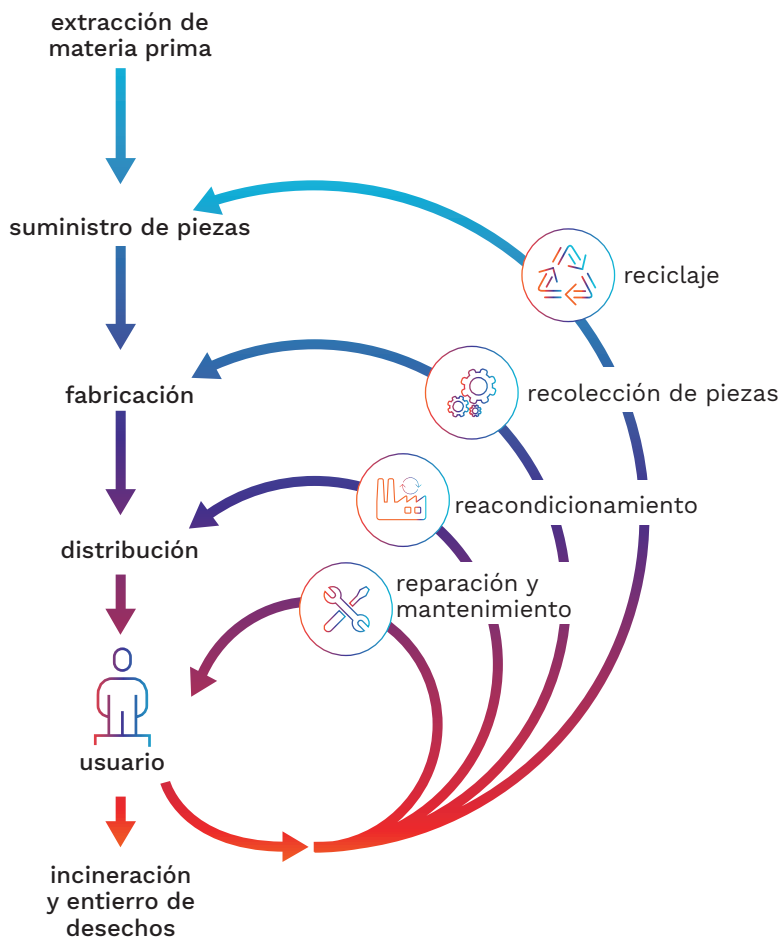 extracción de
materia prima
suministro de piezas
reciclaje
fabricación
recolección de piezas
distribución
reacondicionamiento
reparación y
mantenimiento
usuario
incineración
y entierro de
desechos